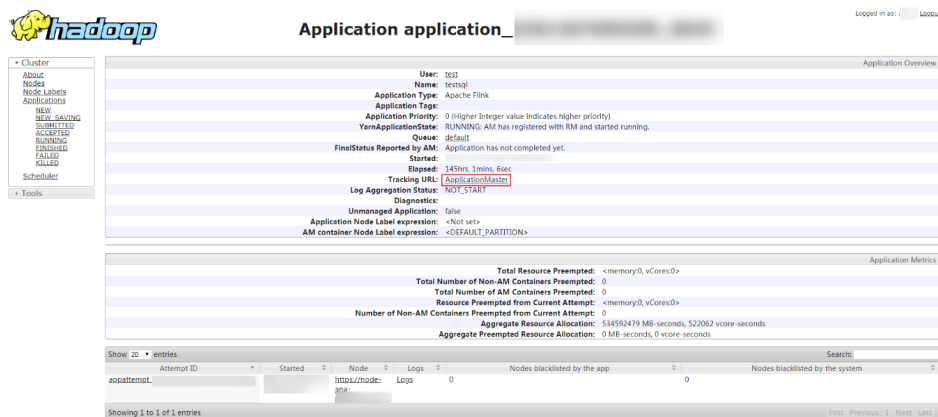 hadoop
Application application_
Logged in as:
Logou
Cluster
About
Nodes
Node Labels
Applications
NEW
NEW_SAVING
SUBMITTED
ACCEPTED
RUNNING
FINISHED
FAILED
KILLED
Scheduler
Tools
Application Overview
User: test
Name: testsql
Application Type: Apache Flink
Application Tags:
Application Priority: 0 (Higher Integer value indicates higher priority)
YarnApplicationState: RUNNING: AM has registered with RM and started running.
Queue: default
FinalStatus Reported by AM: Application has not completed yet.
Started:
Elapsed: 145hrs, 1mins, 6sec
Tracking URL: ApplicationMaster
Log Aggregation Status: NOT_START
Diagnostics:
Unmanaged Application: false
Application Node Label expression: <Not set>
AM container Node Label expression: <DEFAULT_PARTITION>
Application Metrics
Total Resource Preempted: <memory:0, vCores:0>
Total Number of Non-AM Containers Preempted: 0
Total Number of AM Containers Preempted: 0
Resource Preempted from Current Attempt: <memory:0, vCores:0>
Number of Non-AM Containers Preempted from Current Attempt: 0
Aggregate Resource Allocation: 534592479 MB-seconds, 522062 vcore-seconds
Aggregate Preempted Resource Allocation: 0 MB-seconds, 0 vcore-seconds
Show 20 entries
Search:
Attempt ID Started Node Logs Nodes blacklisted by the app Nodes blacklisted by the system
appattempt_ https://node- Logs 0 0
ana-
Showing 1 to 1 of 1 entries
First Previous 1 Next Last